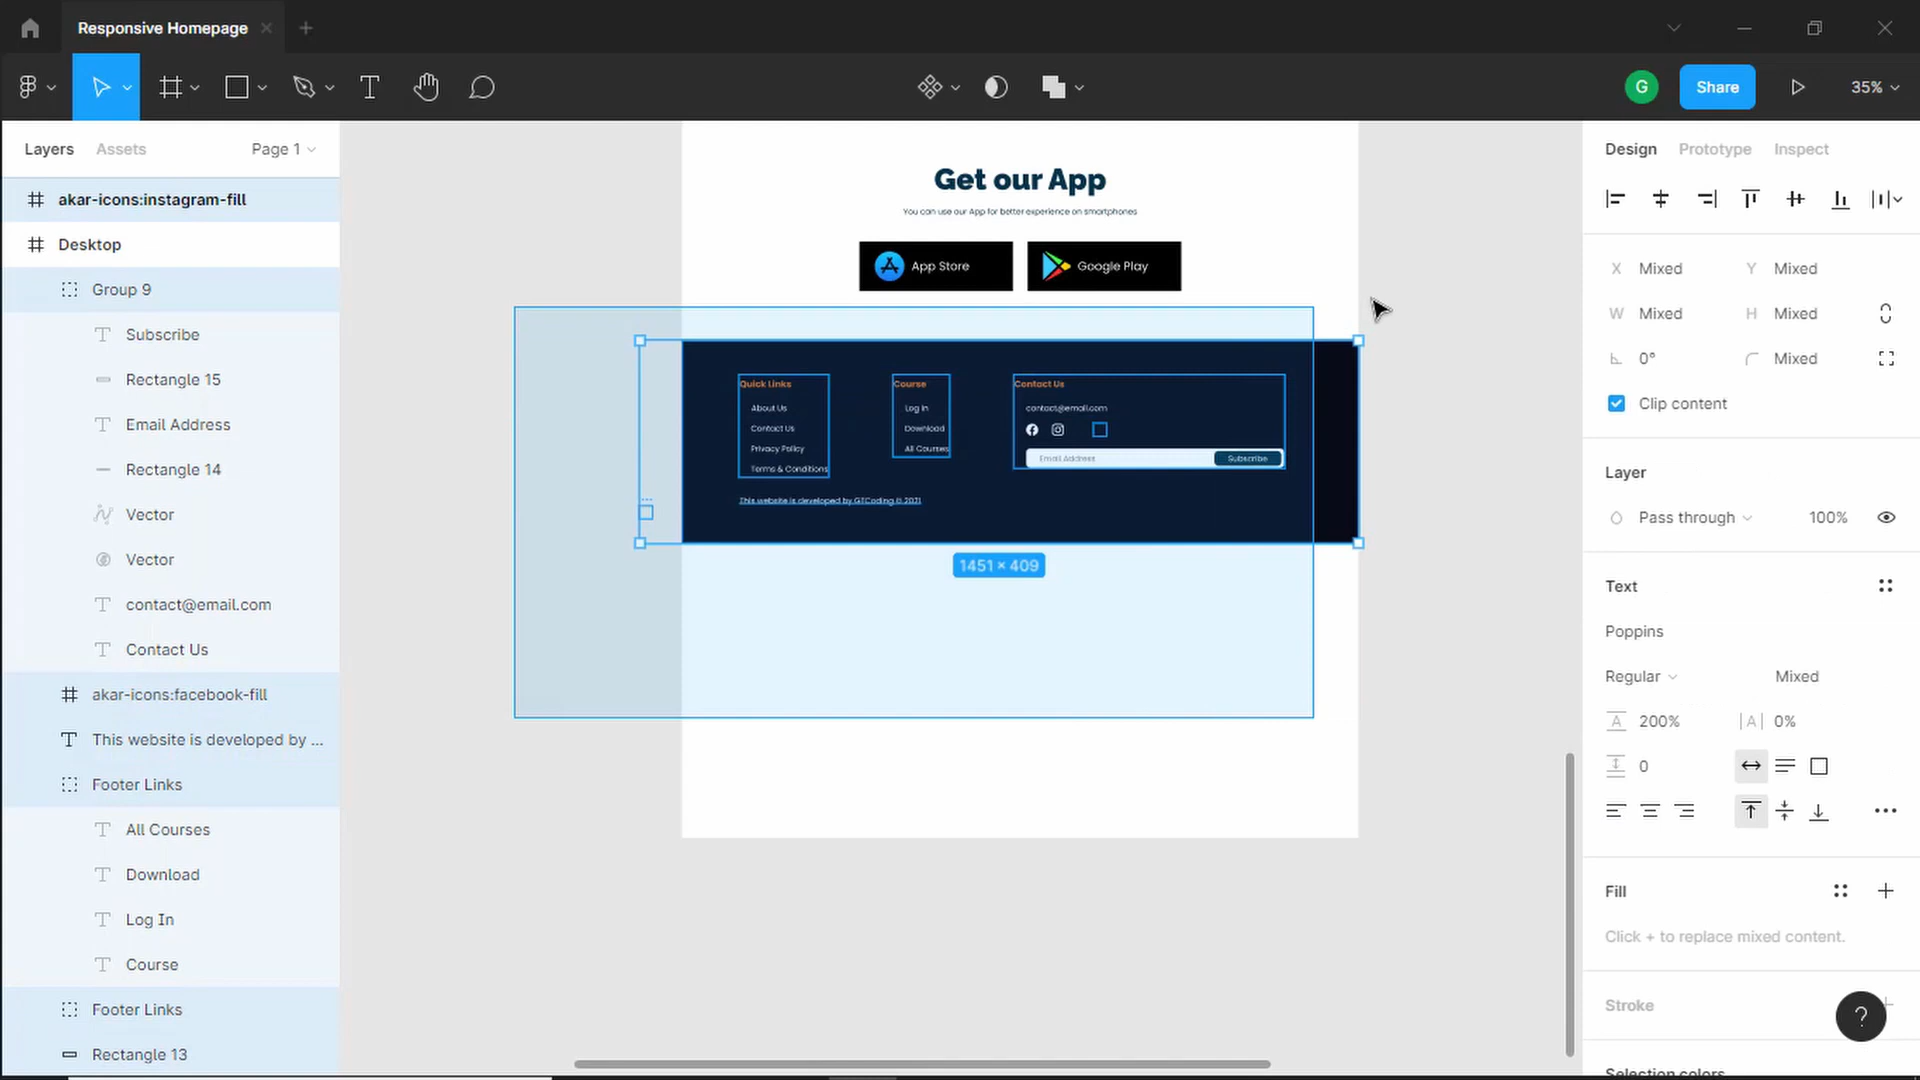 Responsive Homepage
G
Share
35%
Layers
Assets
Page 1
akar-icons:instagram-fill
Desktop
Group 9
Subscribe
Rectangle 15
Email Address
Rectangle 14
Vector
Vector
contact@email.com
Contact Us
akar-icons:facebook-fill
This website is developed by ...
Footer Links
All Courses
Download
Log In
Course
Footer Links
Rectangle 13
Get our App
You can use our App for better experience on smartphones
App Store
Google Play
Quick Links
About Us
Contact Us
Privacy Policy
Terms & Conditions
Course
Log In
Download
All Courses
Contact Us
contact@email.com
Email Address
Subscribe
This website is developed by GTCoding © 2021
1451 × 409
Design
Prototype
Inspect
X Mixed
Y Mixed
W Mixed
H Mixed
0°
Mixed
Clip content
Layer
Pass through
100%
Text
Poppins
Regular
Mixed
200%
0%
0
Fill
Click + to replace mixed content.
Stroke
?
Selection colors